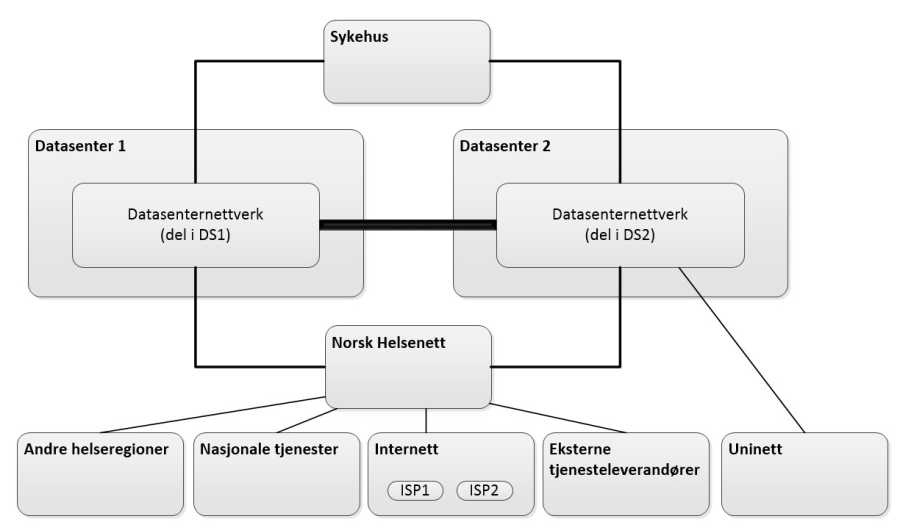 Sykehus
Datasenter 1
Datasenter 2
Datasenternettverk
(del i DS1)
Datasenternettverk
(del i DS2)
Norsk Helsenett
Andre helseregioner
Nasjonale tjenester
Internett
ISP1
ISP2
Eksterne
tjenesteleverandører
Uninett